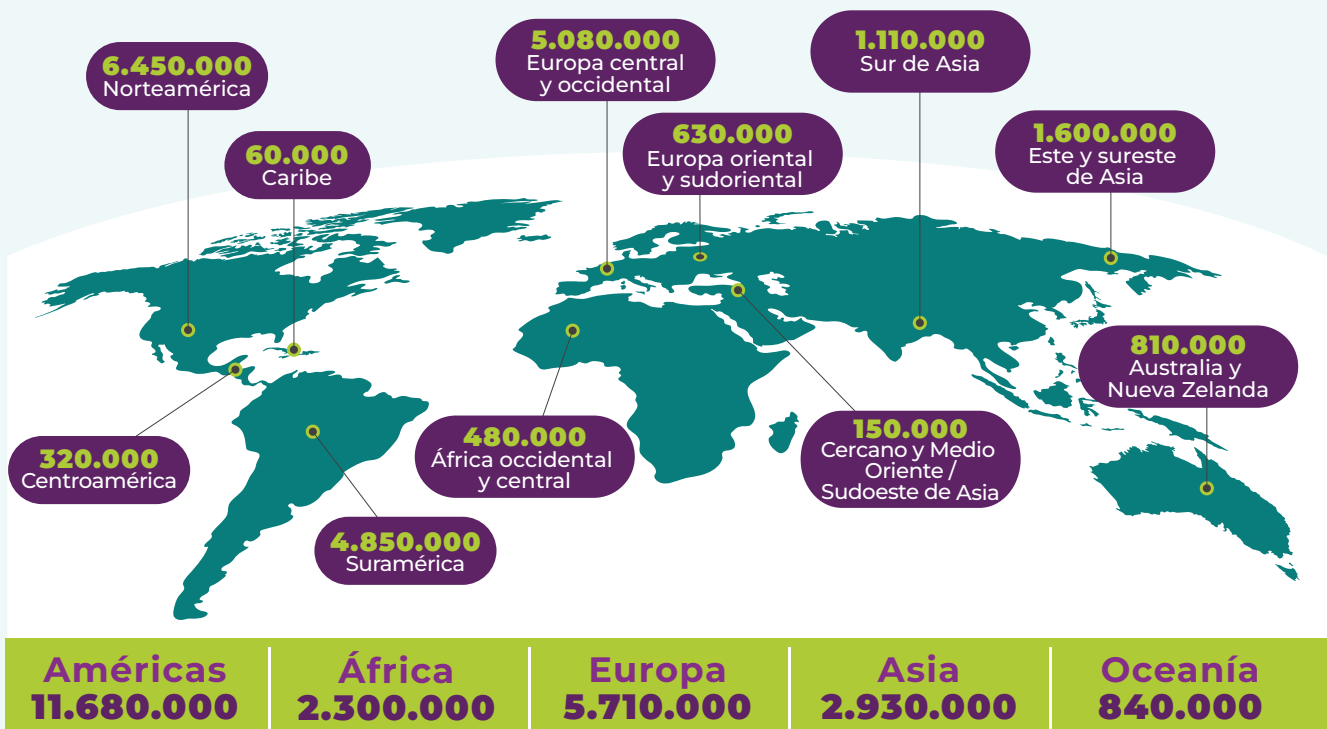 6.450.000
Norteamérica
60.000
Caribe
5.080.000
Europa central
y occidental
630.000
Europa oriental
y sudoriental
1.110.000
Sur de Asia
1.600.000
Este y sureste
de Asia
320.000
Centroamérica
4.850.000
Suramérica
480.000
África occidental
y central
150.000
Cercano y Medio
Oriente /
Sudoeste de Asia
810.000
Australia y
Nueva Zelanda
Américas
11.680.000
África
2.300.000
Europa
5.710.000
Asia
2.930.000
Oceanía
840.000